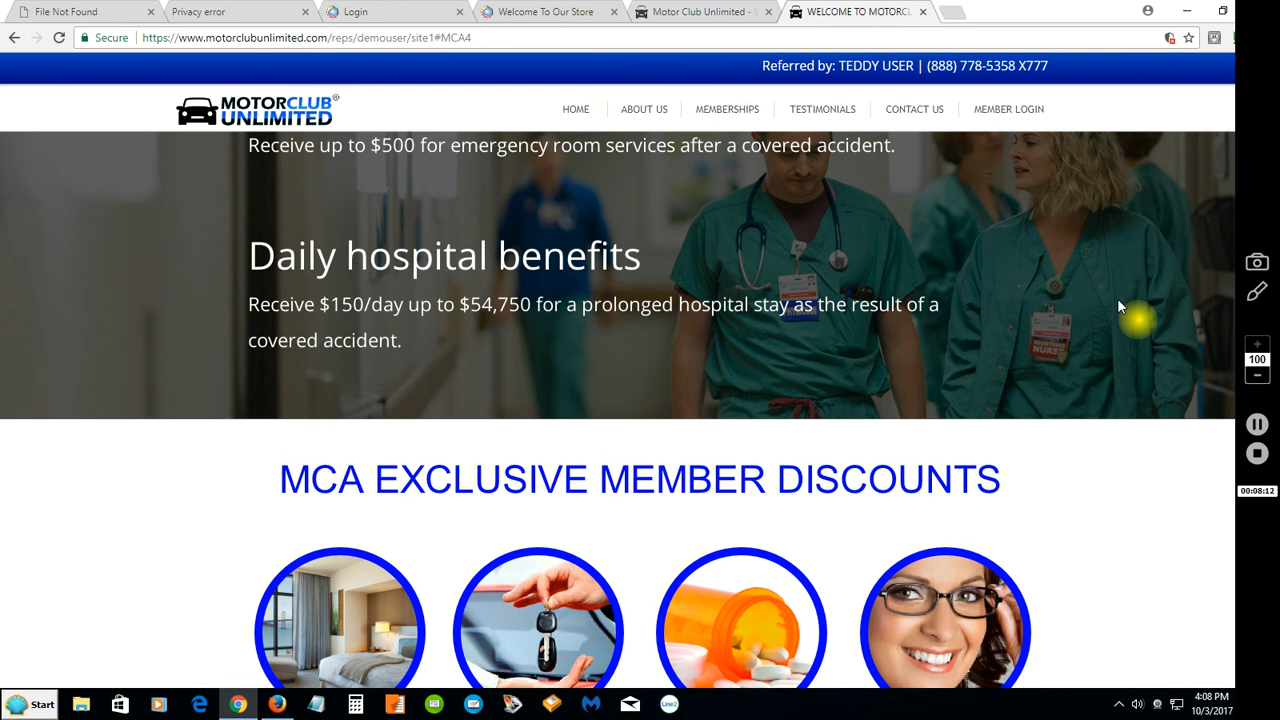 File Not Found
Privacy error
Login
Welcome To Our Store
Motor Club Unlimited -
WELCOME TO MOTORCL
Secure
https://www.motorclubunlimited.com/reps/demouser/site1#MCA4
Referred by: TEDDY USER | (888) 778-5358 X777
MOTORCLUB
UNLIMITED
HOME
ABOUT US
MEMBERSHIPS
TESTIMONIALS
CONTACT US
MEMBER LOGIN
Receive up to $500 for emergency room services after a covered accident.
Daily hospital benefits
Receive $150/day up to $54,750 for a prolonged hospital stay as the result of a
covered accident.
NURSE
MCA EXCLUSIVE MEMBER DISCOUNTS
100
00:08:12
Start
Line2
4:08 PM
10/3/2017